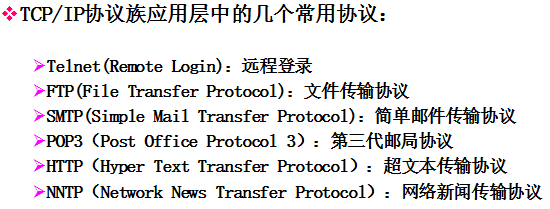 ❖TCP/IP协议族应用层中的几个常用协议：
➢Telnet(Remote Login)：远程登录
➢FTP(File Transfer Protocol)：文件传输协议
➢SMTP(Simple Mail Transfer Protocol)：简单邮件传输协议
➢POP3（Post Office Protocol 3）：第三代邮局协议
➢HTTP（Hyper Text Transfer Protocol）：超文本传输协议
➢NNTP（Network News Transfer Protocol）：网络新闻传输协议